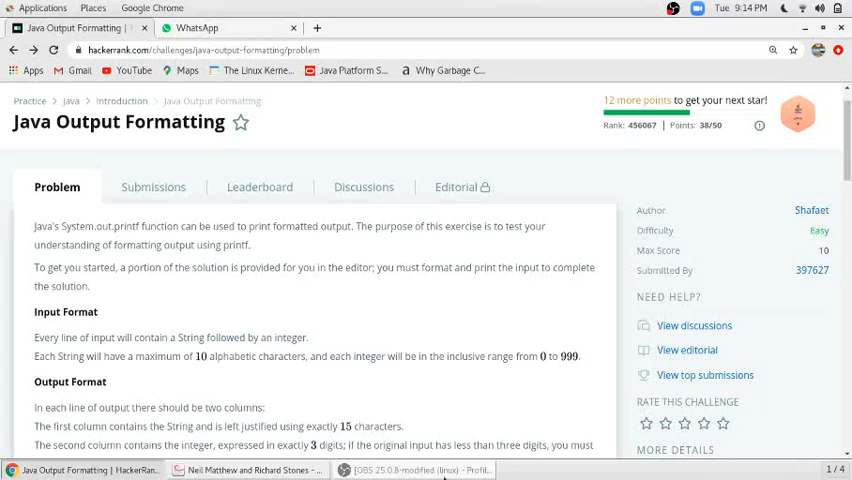 Applications Places Tue 9:14 PM
Java Output Formatting | WhatsApp
hackerrank.com/challenges/java-output-formatting/problem
Apps Gmail YouTube Maps The Linux Kerne... Java Platform S... Why Garbage C...
Practice > Java > Introduction > Java Output Formatting
12 more points to get your next star!
Java Output Formatting
Rank: 456067 | Points: 38/50
Problem Submissions Leaderboard Discussions Editorial
Java's System.out.printf function can be used to print formatted output. The purpose of this exercise is to test your
understanding of formatting output using printf.
To get you started, a portion of the solution is provided for you in the editor; you must format and print the input to complete
the solution.
Input Format
Every line of input will contain a String followed by an integer.
Each String will have a maximum of 10 alphabetic characters, and each integer will be in the inclusive range from 0 to 999.
Output Format
In each line of output there should be two columns:
The first column contains the String and is left justified using exactly 15 characters.
The second column contains the integer, expressed in exactly 3 digits; if the original input has less than three digits, you must
Author Shafaet
Difficulty Easy
Max Score 10
Submitted By 397627
NEED HELP?
View discussions
View editorial
View top submissions
RATE THIS CHALLENGE
MORE DETAILS
Java Output Formatting | HackerRan... Neil Matthew and Richard Stones - ... [OBS 25.0.8-modified (linux) - Profil... 1 / 4